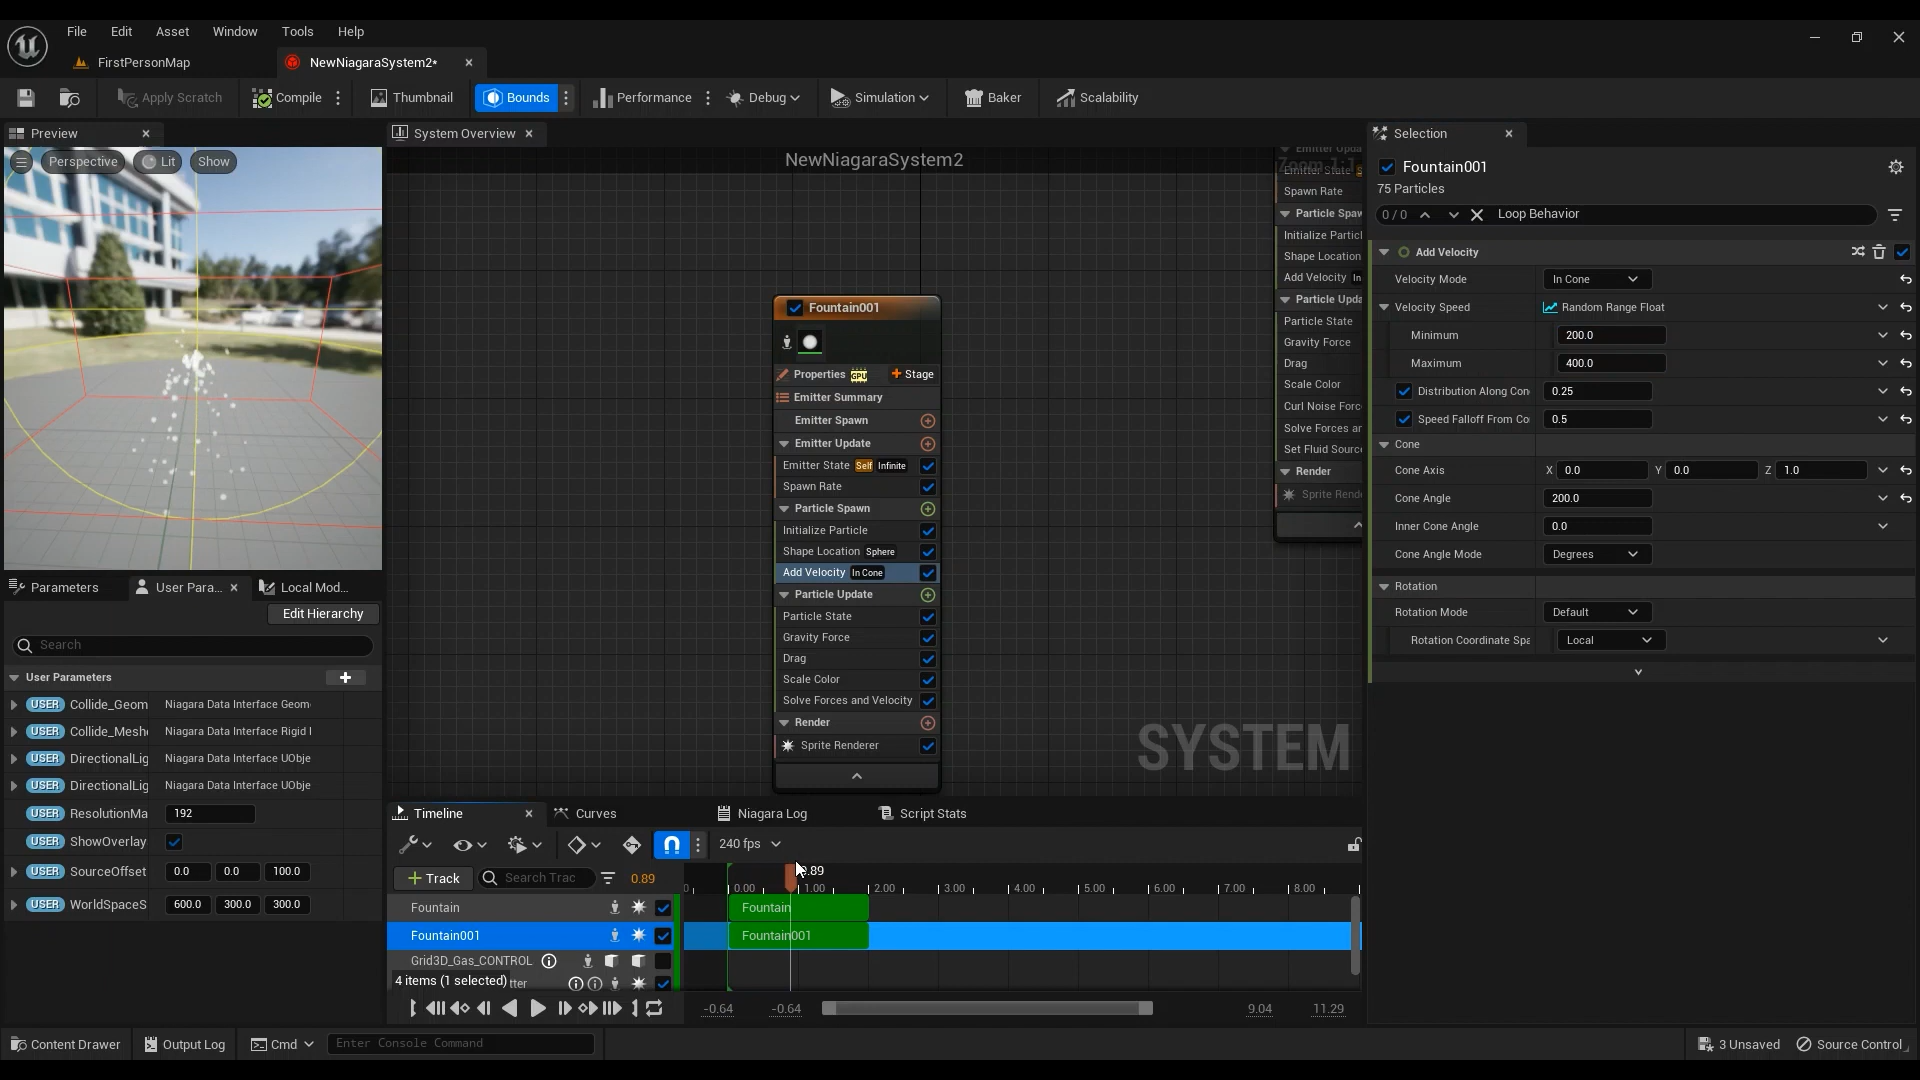 File Edit Asset Window Tools Help
FirstPersonMap
NewNiagaraSystem2*
Apply Scratch
Compile
Thumbnail
Bounds
Performance
Debug
Simulation
Baker
Scalability
Preview
Perspective
Lit
Show
Parameters
User Para...
Local Mod...
Edit Hierarchy
Search
User Parameters
USER Collide_Geom Niagara Data Interface Geom
USER Collide_Mesh Niagara Data Interface Rigid
USER DirectionalLig Niagara Data Interface UObje
USER DirectionalLig Niagara Data Interface UObje
USER ResolutionMa 192
USER ShowOverlay
USER SourceOffset 0.0 0.0 100.0
USER WorldSpaceS 600.0 300.0 300.0
System Overview
NewNiagaraSystem2
Fountain001
Properties GPU + Stage
Emitter Summary
Emitter Spawn
Emitter Update
Emitter State Self Infinite
Spawn Rate
Particle Spawn
Initialize Particle
Shape Location Sphere
Add Velocity In Cone
Particle Update
Particle State
Gravity Force
Drag
Scale Color
Solve Forces and Velocity
Render
Sprite Renderer
Spawn Rate
Particle Spaw
Initialize Particl
Shape Location
Add Velocity In
Particle Upda
Particle State
Gravity Force
Drag
Scale Color
Curl Noise Forc
Solve Forces ar
Set Fluid Source
Render
Sprite Rende
SYSTEM
Timeline
Curves
Niagara Log
Script Stats
240 fps
+ Track
Search Trac
0.89
.89
0.00 1.00 2.00 3.00 4.00 5.00 6.00 7.00 8.00
Fountain
Fountain
Fountain001
Fountain001
Grid3D_Gas_CONTROL
4 items (1 selected) tter
-0.64 -0.64 9.04 11.29
Selection
Fountain001
75 Particles
0 / 0 Loop Behavior
Add Velocity
Velocity Mode In Cone
Velocity Speed Random Range Float
Minimum 200.0
Maximum 400.0
Distribution Along Con 0.25
Speed Falloff From Co 0.5
Cone
Cone Axis X 0.0 Y 0.0 Z 1.0
Cone Angle 200.0
Inner Cone Angle 0.0
Cone Angle Mode Degrees
Rotation
Rotation Mode Default
Rotation Coordinate Spa Local
Content Drawer
Output Log
Cmd
Enter Console Command
3 Unsaved
Source Control